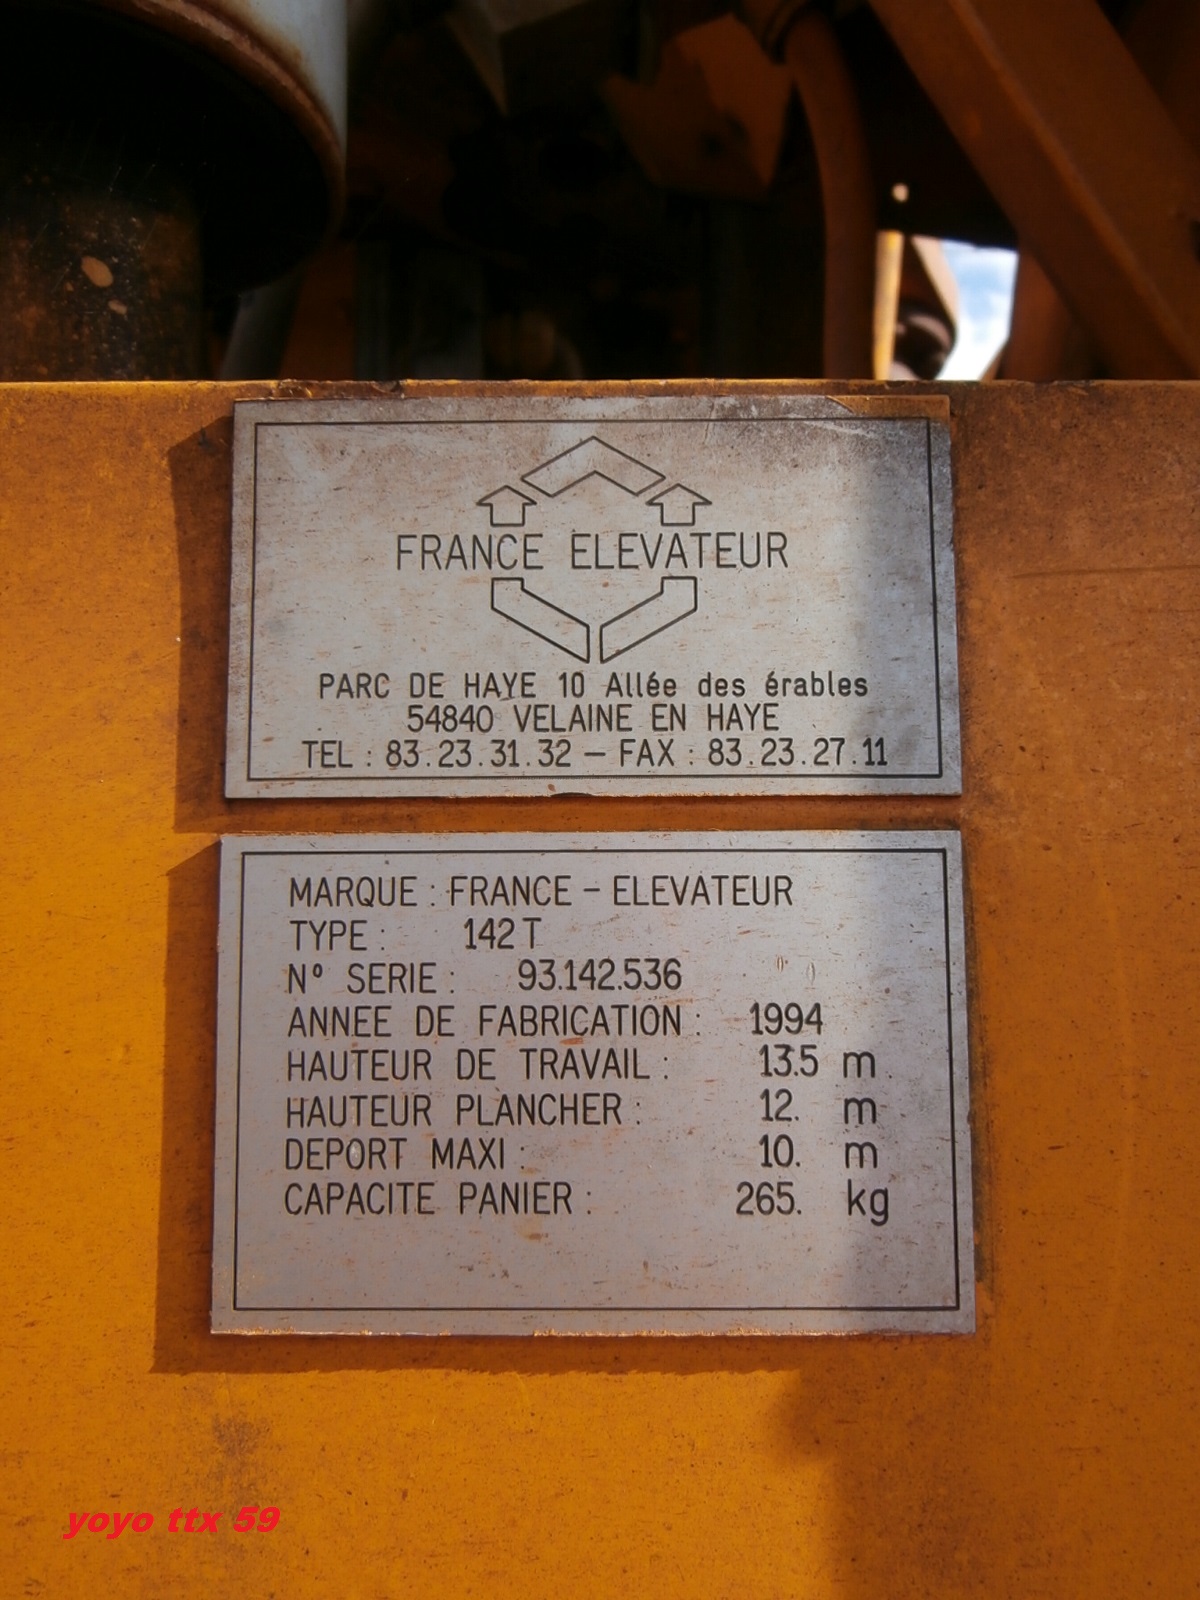 FRANCE ELEVATEUR
PARC DE HAYE 10 Allée des érables
54840 VELAINE EN HAYE
TEL : 83.23.31.32 – FAX : 83.23.27.11
MARQUE : FRANCE – ELEVATEUR
TYPE : 142 T
N° SERIE : 93.142.536
ANNEE DE FABRICATION : 1994
HAUTEUR DE TRAVAIL : 13.5 m
HAUTEUR PLANCHER : 12. m
DEPORT MAXI : 10. m
CAPACITE PANIER : 265. kg
yoyo ttx 59